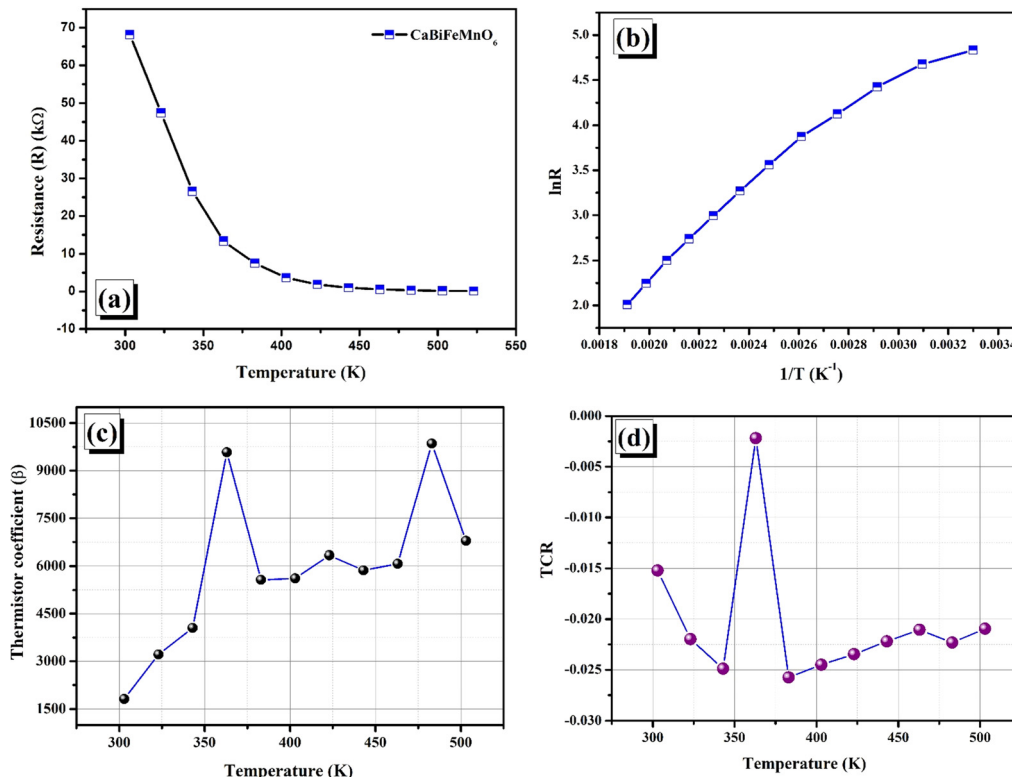 (a)
CaBiFeMnO₆
Resistance (R) (kΩ)
70
60
50
40
30
20
10
0
-10
300 350 400 450 500 550
Temperature (K)
(b)
lnR
5.0
4.5
4.0
3.5
3.0
2.5
2.0
0.0018 0.0020 0.0022 0.0024 0.0026 0.0028 0.0030 0.0032 0.0034
1/T (K⁻¹)
(c)
Thermistor coefficient (β)
10500
9000
7500
6000
4500
3000
1500
300 350 400 450 500
Temperature (K)
(d)
TCR
0.000
-0.005
-0.010
-0.015
-0.020
-0.025
-0.030
300 350 400 450 500
Temperature (K)